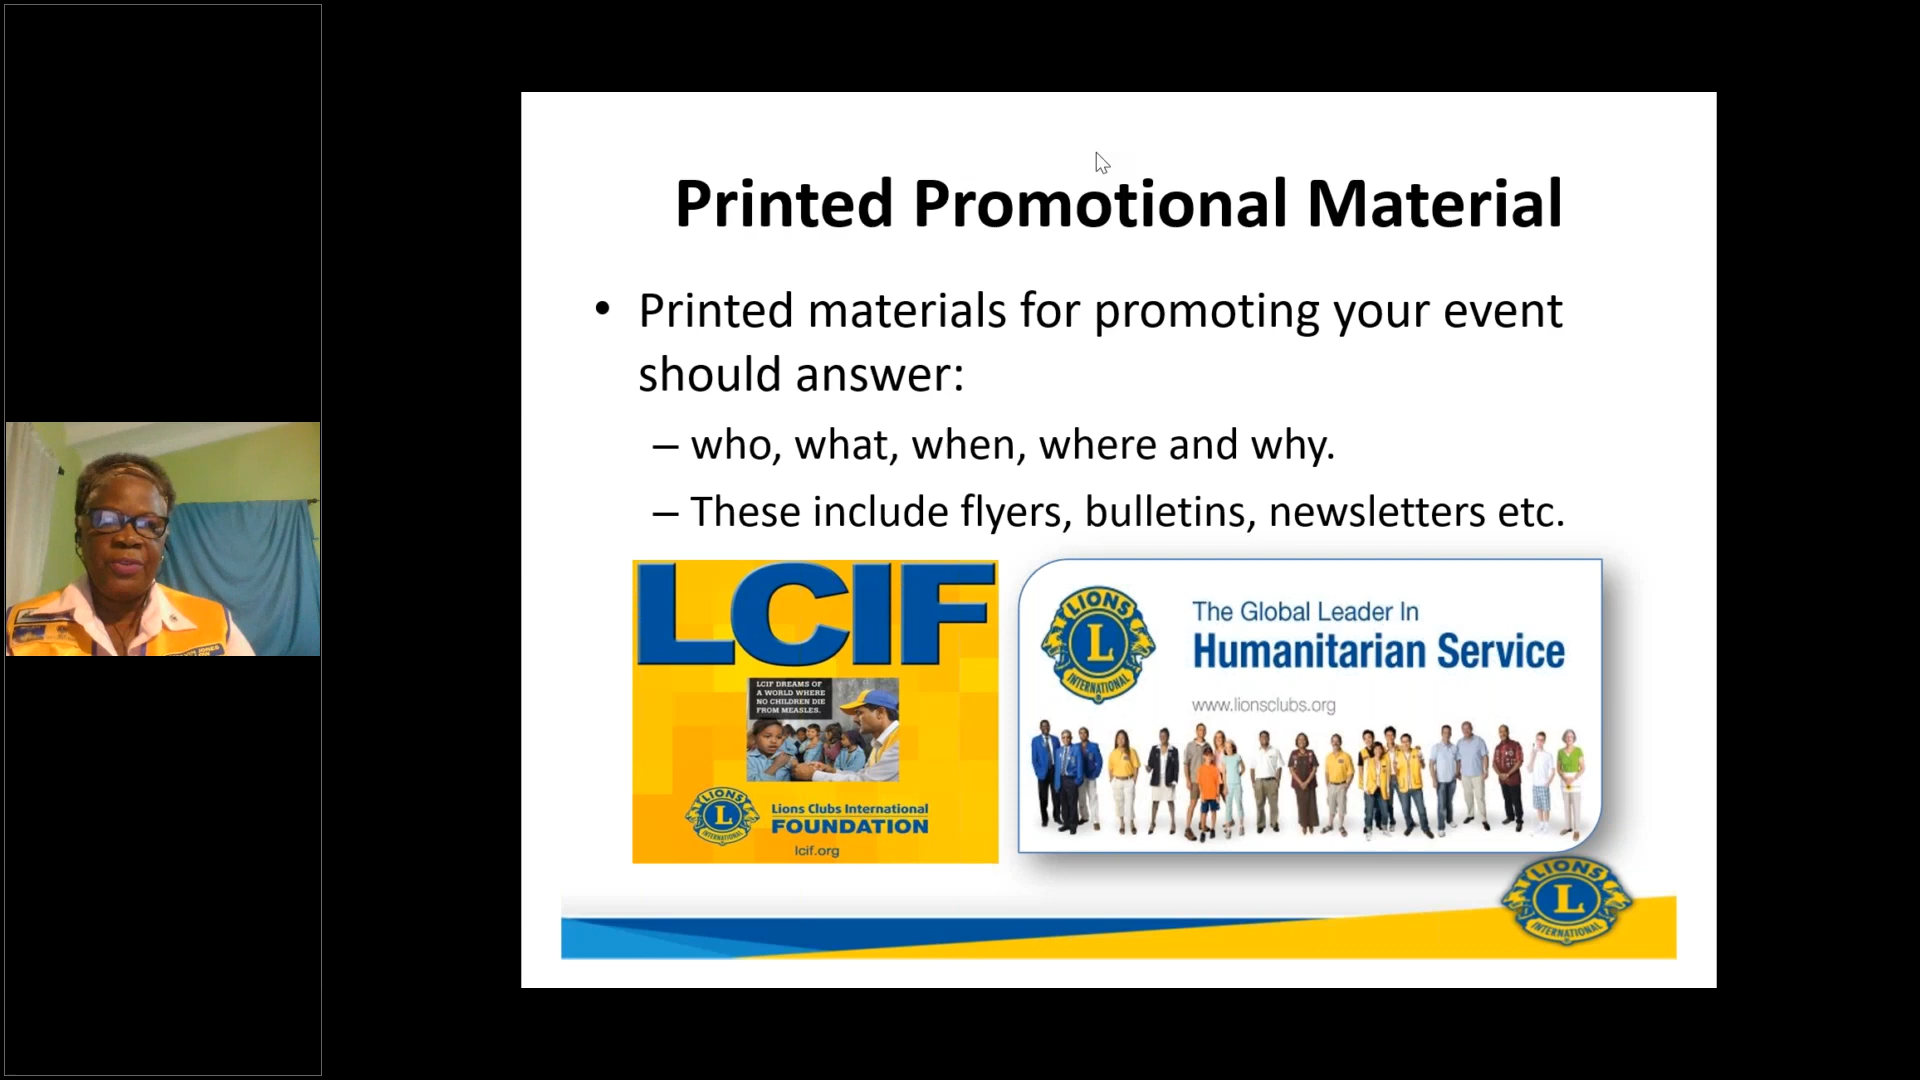 Printed Promotional Material
• Printed materials for promoting your event
should answer:
– who, what, when, where and why.
– These include flyers, bulletins, newsletters etc.
LCIF
LCIF DREAMS OF
A WORLD WHERE
NO CHILDREN DIE
FROM MEASLES.
LIONS
L
INTERNATIONAL
Lions Clubs International
FOUNDATION
lcif.org
LIONS
L
INTERNATIONAL
The Global Leader In
Humanitarian Service
www.lionsclubs.org
LIONS
L
INTERNATIONAL